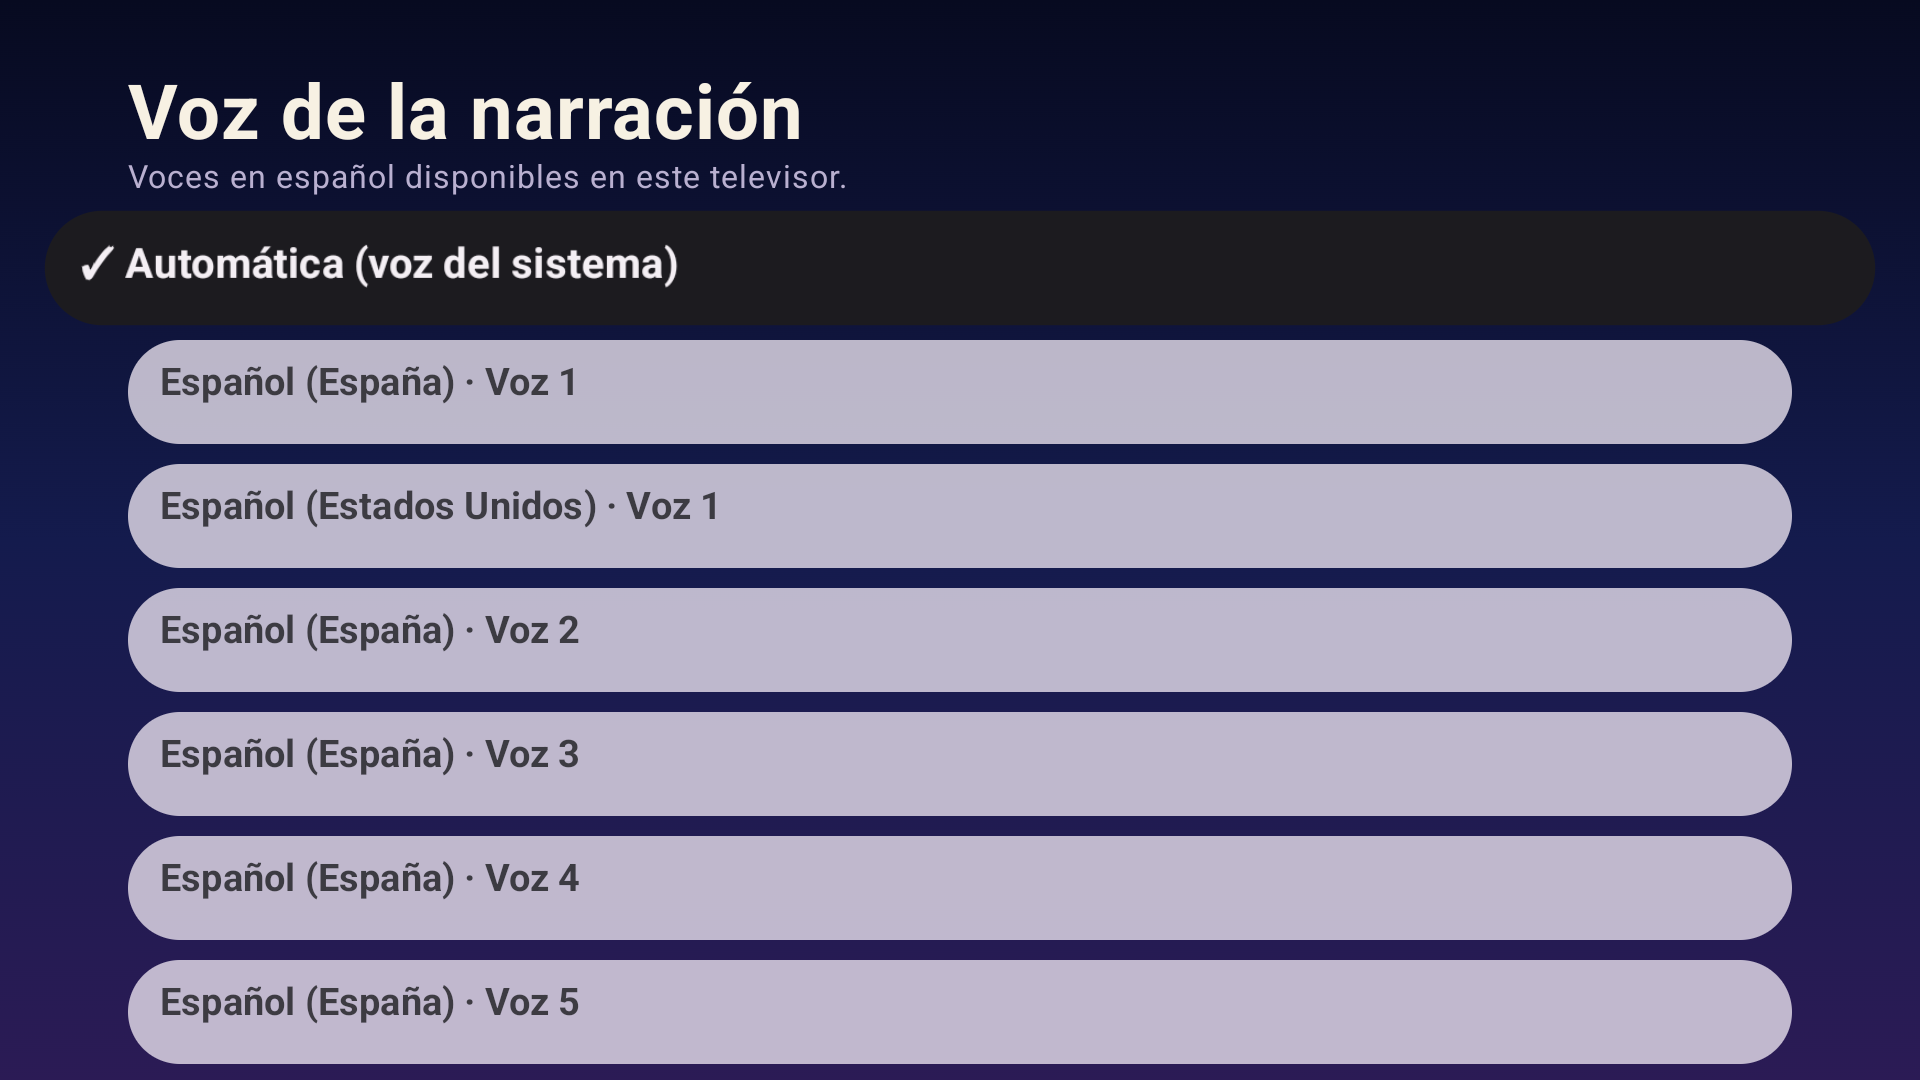 Voz de la narración
Voces en español disponibles en este televisor.
✓ Automática (voz del sistema)
Español (España) · Voz 1
Español (Estados Unidos) · Voz 1
Español (España) · Voz 2
Español (España) · Voz 3
Español (España) · Voz 4
Español (España) · Voz 5